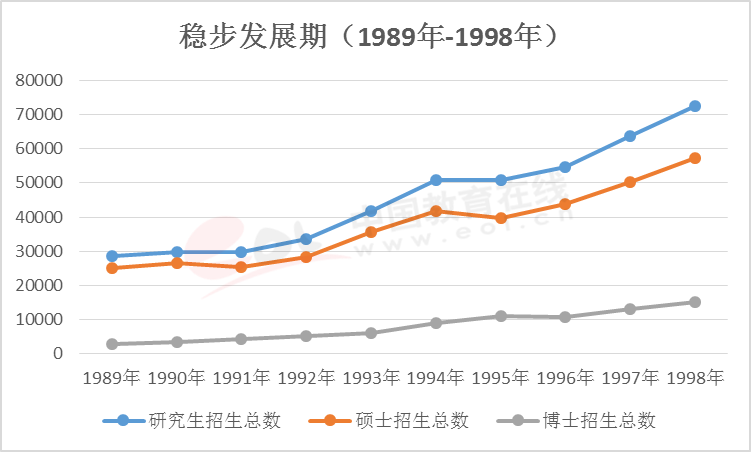 稳步发展期（1989年-1998年）
80000
70000
60000
50000
40000
30000
20000
10000
0
中国教育在线
www.eol.cn
1989年 1990年 1991年 1992年 1993年 1994年 1995年 1996年 1997年 1998年
研究生招生总数 硕士招生总数 博士招生总数